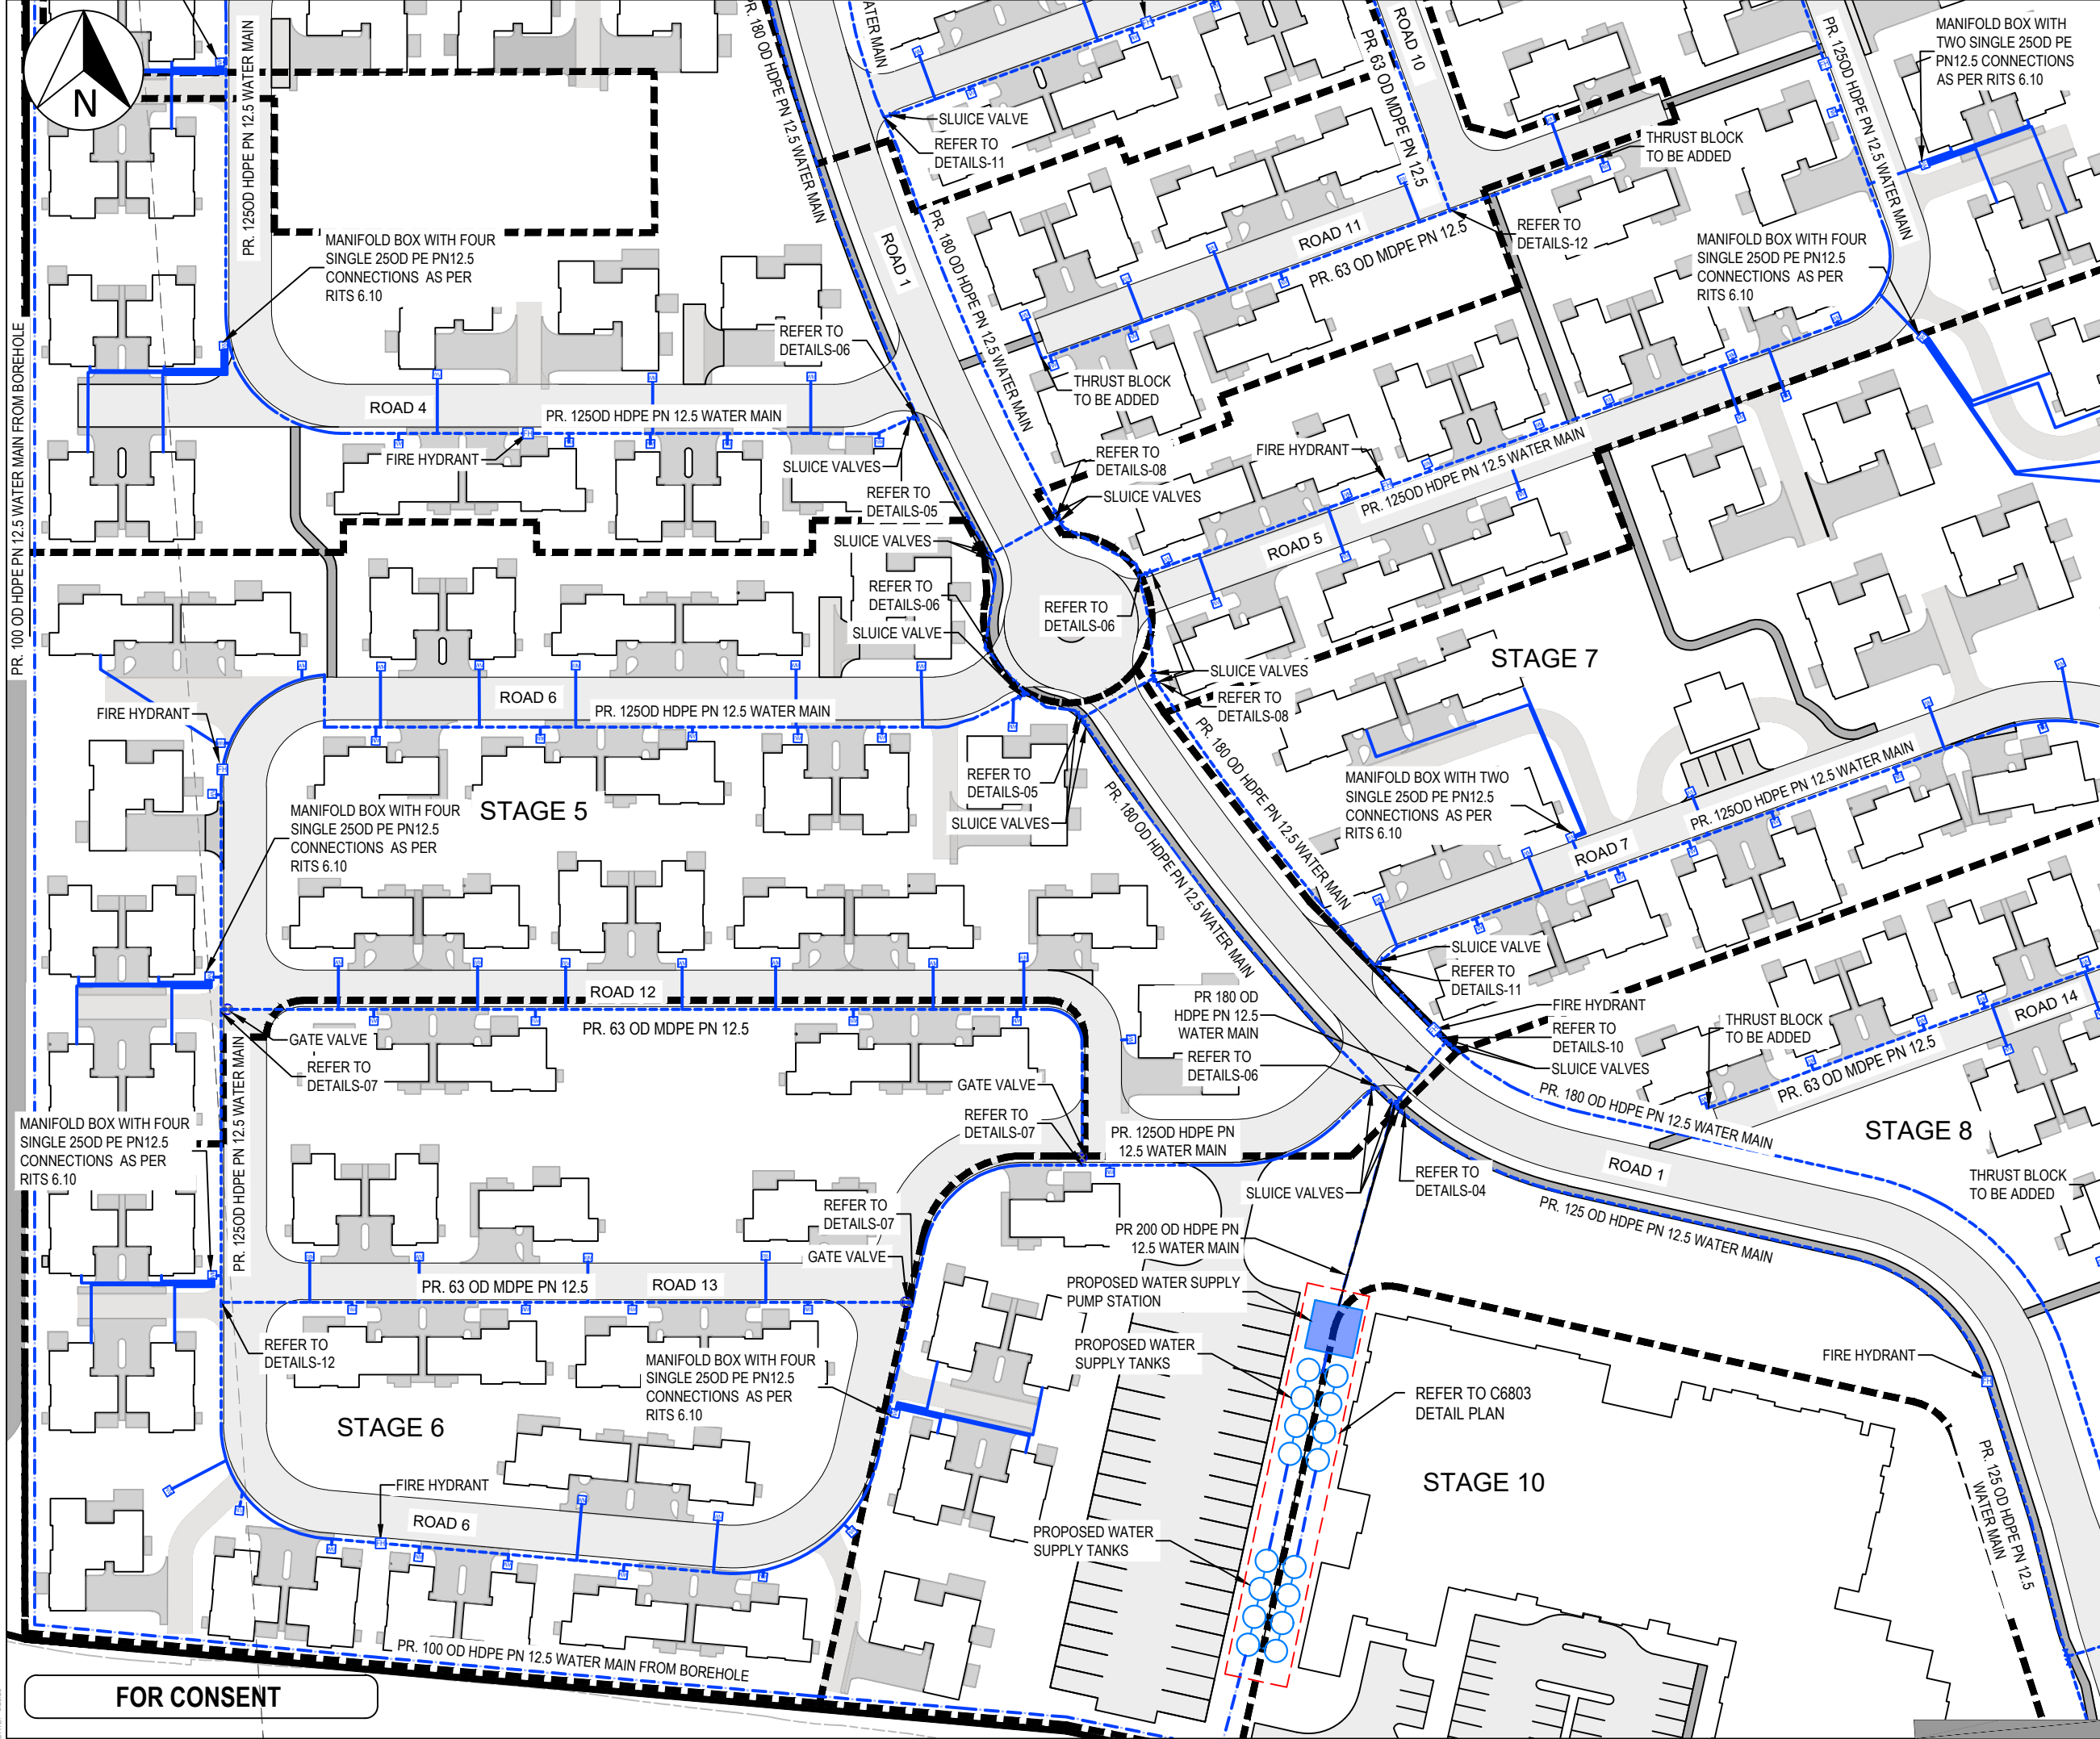 N
PR. 125OD HDPE PN 12.5 WATER MAIN
PR. 180 OD HDPE PN 12.5 WATER MAIN
ATER MAIN
ROAD 10
PR. 63 OD MDPE PN 12.5
PR. 125OD HDPE PN 12.5 WATER MAIN
MANIFOLD BOX WITH
TWO SINGLE 25OD PE
PN12.5 CONNECTIONS
AS PER RITS 6.10
SLUICE VALVE
REFER TO
DETAILS-11
THRUST BLOCK
TO BE ADDED
MANIFOLD BOX WITH FOUR
SINGLE 25OD PE PN12.5
CONNECTIONS AS PER
RITS 6.10
ROAD 1
PR. 180 OD HDPE PN 12.5 WATER MAIN
ROAD 11
PR. 63 OD MDPE PN 12.5
REFER TO
DETAILS-12
MANIFOLD BOX WITH FOUR
SINGLE 25OD PE PN12.5
CONNECTIONS AS PER
RITS 6.10
PR. 100 OD HDPE PN 12.5 WATER MAIN FROM BOREHOLE
REFER TO
DETAILS-06
THRUST BLOCK
TO BE ADDED
ROAD 4
PR. 125OD HDPE PN 12.5 WATER MAIN
FH
FIRE HYDRANT
SLUICE VALVES
REFER TO
DETAILS-05
SLUICE VALVES
REFER TO
DETAILS-08
SLUICE VALVES
FIRE HYDRANT
FH
PR. 125OD HDPE PN 12.5 WATER MAIN
ROAD 5
REFER TO
DETAILS-06
SLUICE VALVE
REFER TO
DETAILS-06
SLUICE VALVES
REFER TO
DETAILS-08
STAGE 7
ROAD 6
PR. 125OD HDPE PN 12.5 WATER MAIN
FIRE HYDRANT
FH
REFER TO
DETAILS-05
SLUICE VALVES
PR. 180 OD HDPE PN 12.5 WATER MAIN
PR. 180 OD HDPE PN 12.5 WATER MAIN
STAGE 5
MANIFOLD BOX WITH FOUR
SINGLE 25OD PE PN12.5
CONNECTIONS AS PER
RITS 6.10
MANIFOLD BOX WITH TWO
SINGLE 25OD PE PN12.5
CONNECTIONS AS PER
RITS 6.10
PR. 125OD HDPE PN 12.5 WATER MAIN
ROAD 7
SLUICE VALVE
REFER TO
DETAILS-11
FIRE HYDRANT
REFER TO
DETAILS-10
SLUICE VALVES
ROAD 12
PR. 63 OD MDPE PN 12.5
GATE VALVE
REFER TO
DETAILS-07
PR. 125OD HDPE PN 12.5 WATER MAIN
PR 180 OD
HDPE PN 12.5
WATER MAIN
REFER TO
DETAILS-06
GATE VALVE
REFER TO
DETAILS-07
PR. 125OD HDPE PN
12.5 WATER MAIN
THRUST BLOCK
TO BE ADDED
ROAD 14
PR. 63 OD MDPE PN 12.5
STAGE 8
PR. 180 OD HDPE PN 12.5 WATER MAIN
ROAD 1
THRUST BLOCK
TO BE ADDED
MANIFOLD BOX WITH FOUR
SINGLE 25OD PE PN12.5
CONNECTIONS AS PER
RITS 6.10
SLUICE VALVES
REFER TO
DETAILS-04
PR. 125 OD HDPE PN 12.5 WATER MAIN
REFER TO
DETAILS-07
GATE VALVE
PR 200 OD HDPE PN
12.5 WATER MAIN
PR. 63 OD MDPE PN 12.5
ROAD 13
PROPOSED WATER SUPPLY
PUMP STATION
PROPOSED WATER
SUPPLY TANKS
REFER TO
DETAILS-12
MANIFOLD BOX WITH FOUR
SINGLE 25OD PE PN12.5
CONNECTIONS AS PER
RITS 6.10
FIRE HYDRANT
FH
REFER TO C6803
DETAIL PLAN
STAGE 6
STAGE 10
FIRE HYDRANT
FH
ROAD 6
PROPOSED WATER
SUPPLY TANKS
PR. 125 OD HDPE PN 12.5
WATER MAIN
PR. 100 OD HDPE PN 12.5 WATER MAIN FROM BOREHOLE
FOR CONSENT